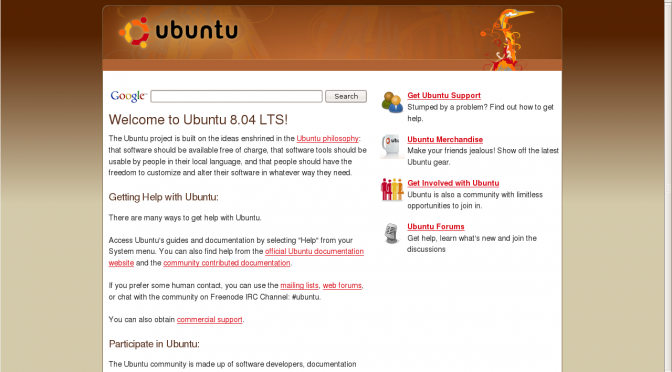 ubuntu
Google
Search
Welcome to Ubuntu 8.04 LTS!
The Ubuntu project is built on the ideas enshrined in the Ubuntu philosophy:
that software should be available free of charge, that software tools should be
usable by people in their local language, and that people should have the
freedom to customize and alter their software in whatever way they need.
Getting Help with Ubuntu:
There are many ways to get help with Ubuntu.
Access Ubuntu's guides and documentation by selecting "Help" from your
System menu. You can also find help from the official Ubuntu documentation
website and the community contributed documentation.
If you prefer some human contact, you can use the mailing lists, web forums,
or chat with the community on Freenode IRC Channel: #ubuntu.
You can also obtain commercial support.
Participate in Ubuntu:
The Ubuntu community is made up of software developers, documentation
Get Ubuntu Support
Stumped by a problem? Find out how to get
help.
Ubuntu Merchandise
Make your friends jealous! Show off the latest
Ubuntu gear.
Get Involved with Ubuntu
Ubuntu is also a community with limitless
opportunities to join in.
Ubuntu Forums
Get help, learn what's new and join the
discussions